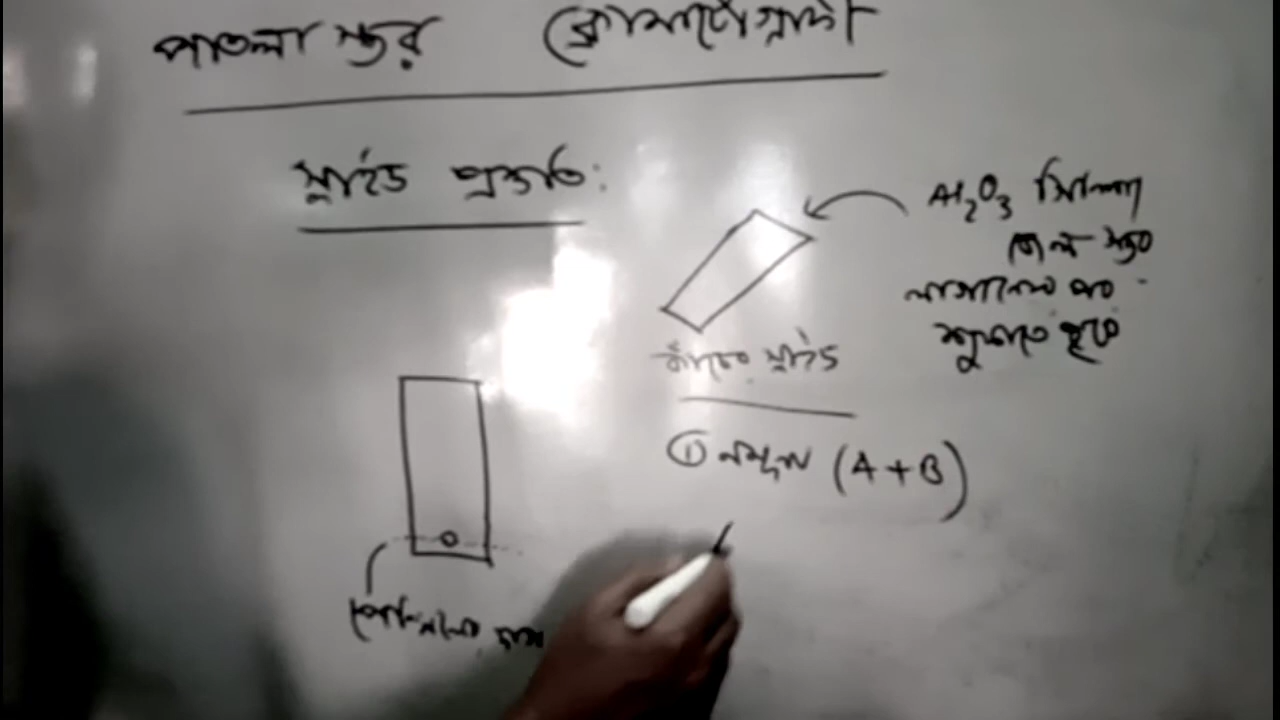 পাতলা স্তর ক্রোমাটোগ্রাফী
স্লাইড প্রস্তুতি:
Al2O3 সিলিকা
জেল স্তর
লাগানোর পর
শুকাতে হবে
কাঁচের স্লাইড
① নমুনা (A+B)
পেন্সিলের দাগ